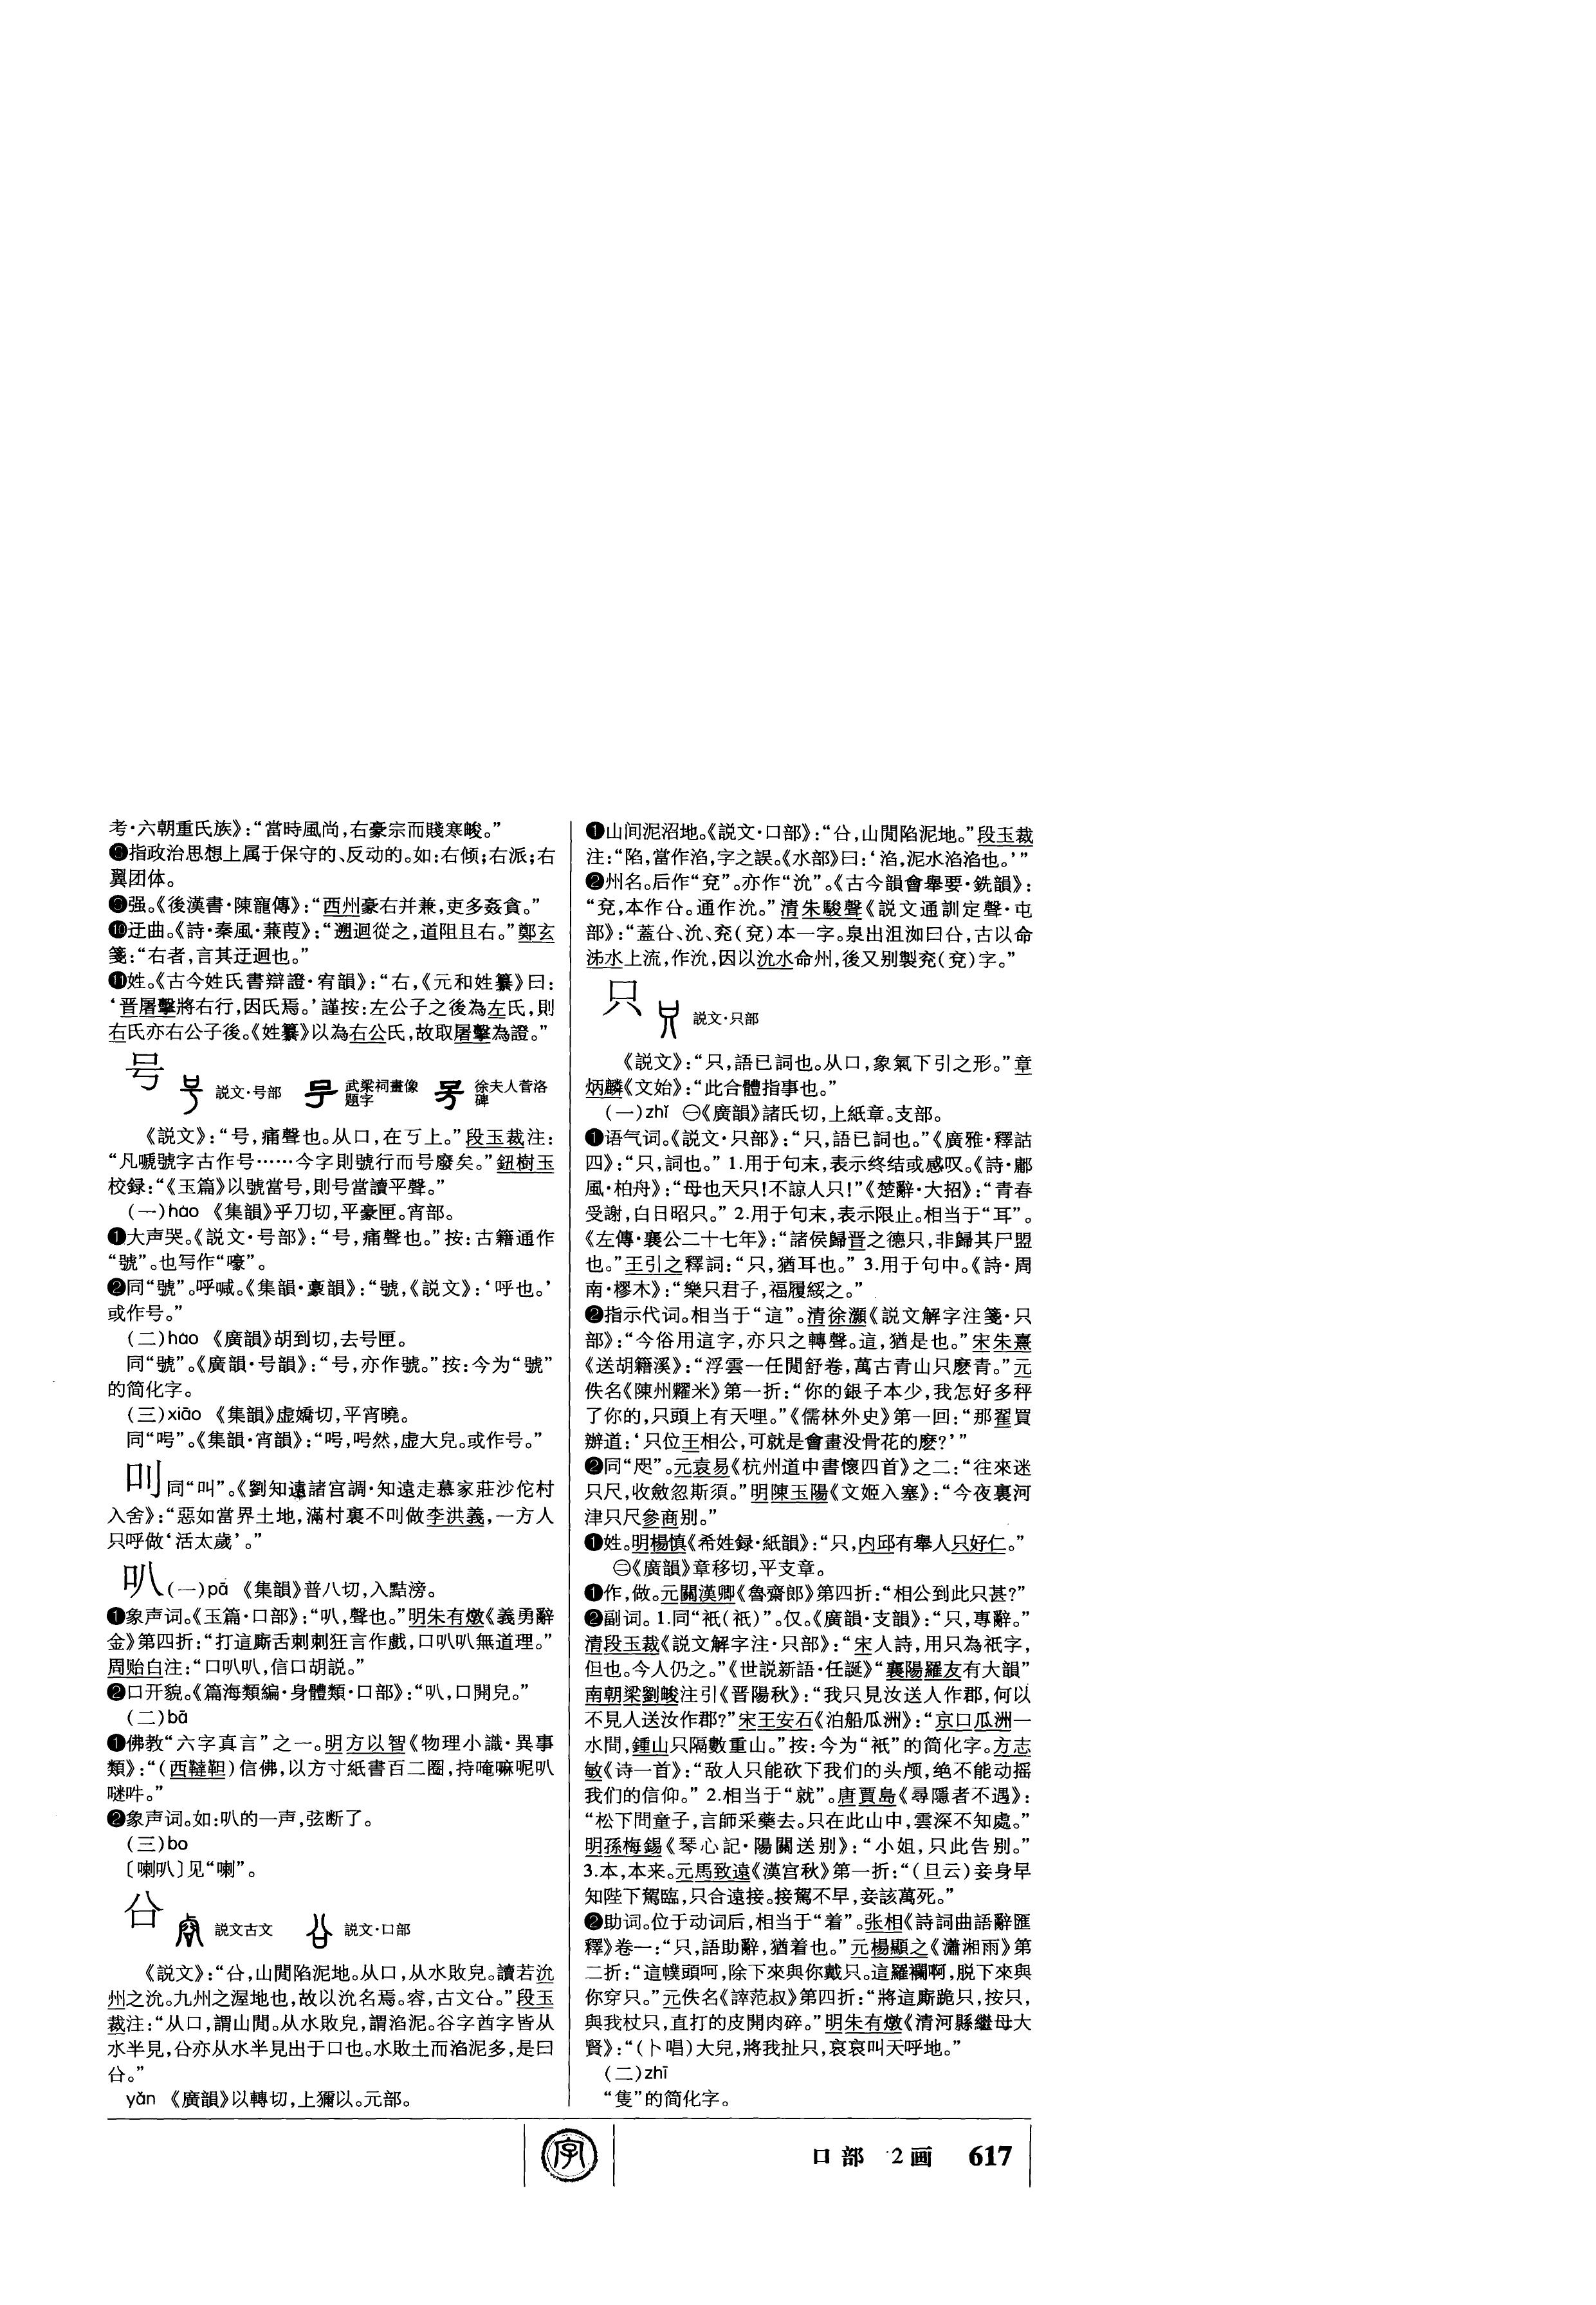 考·六朝重氏族》：“當時風尚，右豪宗而賤寒畯。”
❽指政治思想上属于保守的、反动的。如：右倾；右派；右
翼团体。
❾强。《後漢書·陳寵傳》：“西州豪右并兼，吏多姦貪。”
❿迂曲。《詩·秦風·蒹葭》：“遡迴從之，道阻且右。”鄭玄
箋：“右者，言其迂迴也。”
⓫姓。《古今姓氏書辯證·宥韻》：“右，《元和姓纂》曰：
‘晋屠擊將右行，因氏焉。’謹按：左公子之後為左氏，則
右氏亦右公子後。《姓纂》以為右公氏，故取屠擊為證。”
号 説文·号部 武梁祠畫像題字 徐夫人菅洛碑
《説文》：“号，痛聲也。从口，在丂上。”段玉裁注：
“凡嗁號字古作号……今字則號行而号廢矣。”鈕樹玉
校録：“《玉篇》以號當号，則号當讀平聲。”
（一）háo 《集韻》乎刀切，平豪匣。宵部。
❶大声哭。《説文·号部》：“号，痛聲也。”按：古籍通作
“號”。也写作“嚎”。
❷同“號”。呼喊。《集韻·豪韻》：“號，《説文》：‘呼也。’
或作号。”
（二）hào 《廣韻》胡到切，去号匣。
同“號”。《廣韻·号韻》：“号，亦作號。”按：今为“號”
的简化字。
（三）xiāo 《集韻》虚嬌切，平宵曉。
同“呺”。《集韻·宵韻》：“呺，呺然，虚大皃。或作号。”
叫 同“叫”。《劉知遠諸宫調·知遠走慕家莊沙佗村
入舍》：“惡如當界土地，滿村裏不叫做李洪義，一方人
只呼做‘活太歲’。”
叭 （一）pā 《集韻》普八切，入黠滂。
❶象声词。《玉篇·口部》：“叭，聲也。”明朱有燉《義勇辭
金》第四折：“打這廝舌刺刺狂言作戲，口叭叭無道理。”
周贻白注：“口叭叭，信口胡説。”
❷口开貌。《篇海類編·身體類·口部》：“叭，口開皃。”
（二）bā
❶佛教“六字真言”之一。明方以智《物理小識·異事
類》：“（西韃靼）信佛，以方寸紙書百二圈，持唵嘛呢叭
㖷吽。”
❷象声词。如：叭的一声，弦断了。
（三）ba
〔喇叭〕见“喇”。
㕣 説文古文 説文·口部
《説文》：“㕣，山閒陷泥地。从口，从水敗皃。讀若沇
州之沇。九州之渥地也，故以沇名焉。容，古文㕣。”段玉
裁注：“从口，謂山閒。从水敗皃，謂淊泥。谷字酋字皆从
水半見，㕣亦从水半見出于口也。水敗土而淊泥多，是曰
㕣。”
yǎn 《廣韻》以轉切，上獮以。元部。
❶山间泥沼地。《説文·口部》：“㕣，山閒陷泥地。”段玉裁
注：“陷，當作淊，字之誤。《水部》曰：‘淊，泥水淊淊也。’”
❷州名。后作“兗”。亦作“沇”。《古今韻會舉要·銑韻》：
“兗，本作㕣。通作沇。”清朱駿聲《説文通訓定聲·屯
部》：“蓋㕣、沇、兖（兗）本一字。泉出沮洳曰㕣，古以命
泲水上流，作沇，因以沇水命州，後又别製兖（兗）字。”
只 説文·只部
《説文》：“只，語已詞也。从口，象氣下引之形。”章
炳麟《文始》：“此合體指事也。”
（一）zhǐ ㊀《廣韻》諸氏切，上紙章。支部。
❶语气词。《説文·只部》：“只，語已詞也。”《廣雅·釋詁
四》：“只，詞也。” 1.用于句末，表示终结或感叹。《詩·鄘
風·柏舟》：“母也天只！不諒人只！”《楚辭·大招》：“青春
受謝，白日昭只。” 2.用于句末，表示限止。相当于“耳”。
《左傳·襄公二十七年》：“諸侯歸晋之德只，非歸其尸盟
也。”王引之釋詞：“只，猶耳也。” 3.用于句中。《詩·周
南·樛木》：“樂只君子，福履綏之。”
❷指示代词。相当于“這”。清徐灝《説文解字注箋·只
部》：“今俗用這字，亦只之轉聲。這，猶是也。”宋朱熹
《送胡籍溪》：“浮雲一任閒舒卷，萬古青山只麽青。”元
佚名《陳州糶米》第一折：“你的銀子本少，我怎好多秤
了你的，只頭上有天哩。”《儒林外史》第一回：“那翟買
辦道：‘只位王相公，可就是會畫没骨花的麽？’”
❷同“咫”。元袁易《杭州道中書懷四首》之二：“往來迷
只尺，收斂忽斯須。”明陳玉陽《文姬入塞》：“今夜裏河
津只尺參商别。”
❶姓。明楊慎《希姓録·紙韻》：“只，内邱有舉人只好仁。”
㊁《廣韻》章移切，平支章。
❶作，做。元關漢卿《魯齋郎》第四折：“相公到此只甚？”
❷副词。1.同“衹（祇）”。仅。《廣韻·支韻》：“只，專辭。”
清段玉裁《説文解字注·只部》：“宋人詩，用只為祇字，
但也。今人仍之。”《世説新語·任誕》“襄陽羅友有大韻”
南朝梁劉峻注引《晋陽秋》：“我只見汝送人作郡，何以
不見人送汝作郡？”宋王安石《泊船瓜洲》：“京口瓜洲一
水間，鍾山只隔數重山。”按：今为“衹”的简化字。方志
敏《诗一首》：“敌人只能砍下我们的头颅，绝不能动摇
我们的信仰。” 2.相当于“就”。唐賈島《尋隱者不遇》：
“松下問童子，言師采藥去。只在此山中，雲深不知處。”
明孫梅錫《琴心記·陽關送别》：“小姐，只此告别。”
3.本，本来。元馬致遠《漢宫秋》第一折：“（旦云）妾身早
知陛下駕臨，只合遠接。接駕不早，妾該萬死。”
❷助词。位于动词后，相当于“着”。张相《詩詞曲語辭匯
釋》卷一：“只，語助辭，猶着也。”元楊顯之《瀟湘雨》第
二折：“這幞頭呵，除下來與你戴只。這羅襴啊，脱下來與
你穿只。”元佚名《誶范叔》第四折：“將這廝跪只，按只，
與我杖只，直打的皮開肉碎。”明朱有燉《清河縣繼母大
賢》：“（卜唱）大兒，將我扯只，哀哀叫天呼地。”
（二）zhī
“隻”的简化字。
字
口部 2画 617